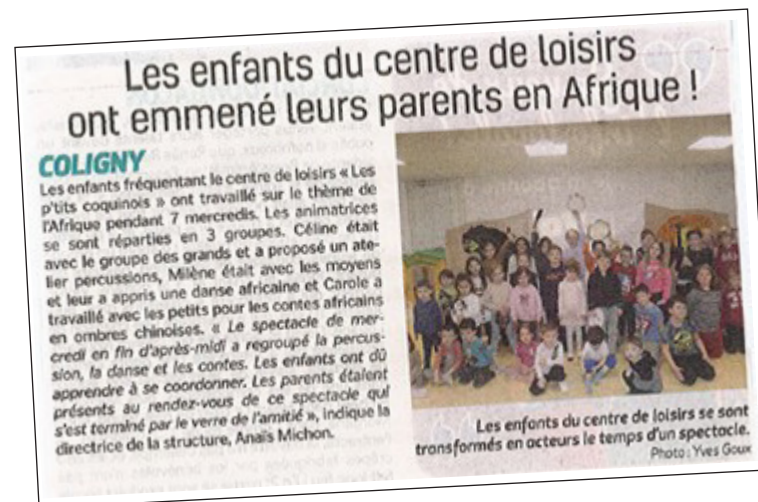 Les enfants du centre de loisirs
ont emmené leurs parents en Afrique !
COLIGNY
Les enfants fréquentant le centre de loisirs « Les
p'tits coquinois » ont travaillé sur le thème de
l'Afrique pendant 7 mercredis. Les animatrices
se sont réparties en 3 groupes. Céline était
avec le groupe des grands et a proposé un ate-
lier percussions, Milène était avec les moyens
et leur a appris une danse africaine et Carole a
travaillé avec les petits pour les contes africains
en ombres chinoises. « Le spectacle de mer-
credi en fin d'après-midi a regroupé la percus-
sion, la danse et les contes. Les enfants ont dû
apprendre à se coordonner. Les parents étaient
présents au rendez-vous de ce spectacle qui
s'est terminé par le verre de l'amitié », indique la
directrice de la structure, Anaïs Michon.
Les enfants du centre de loisirs se sont
transformés en acteurs le temps d'un spectacle.
Photo : Yves Goux